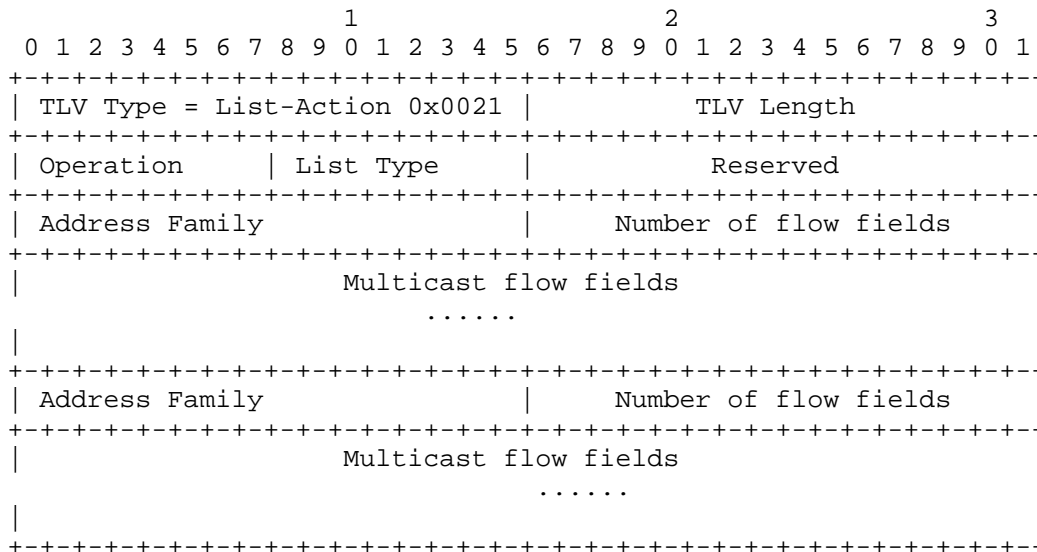 1                   2                   3
 0 1 2 3 4 5 6 7 8 9 0 1 2 3 4 5 6 7 8 9 0 1 2 3 4 5 6 7 8 9 0 1
+-+-+-+-+-+-+-+-+-+-+-+-+-+-+-+-+-+-+-+-+-+-+-+-+-+-+-+-+-+-+-+--
| TLV Type = List-Action 0x0021 |          TLV Length
+-+-+-+-+-+-+-+-+-+-+-+-+-+-+-+-+-+-+-+-+-+-+-+-+-+-+-+-+-+-+-+--
| Operation     | List Type     |           Reserved
+-+-+-+-+-+-+-+-+-+-+-+-+-+-+-+-+-+-+-+-+-+-+-+-+-+-+-+-+-+-+-+--
| Address Family                |     Number of flow fields
+-+-+-+-+-+-+-+-+-+-+-+-+-+-+-+-+-+-+-+-+-+-+-+-+-+-+-+-+-+-+-+--
|                    Multicast flow fields
                          ......
|
+-+-+-+-+-+-+-+-+-+-+-+-+-+-+-+-+-+-+-+-+-+-+-+-+-+-+-+-+-+-+-+--
| Address Family                |     Number of flow fields
+-+-+-+-+-+-+-+-+-+-+-+-+-+-+-+-+-+-+-+-+-+-+-+-+-+-+-+-+-+-+-+--
|                    Multicast flow fields
                                 ......
|
+-+-+-+-+-+-+-+-+-+-+-+-+-+-+-+-+-+-+-+-+-+-+-+-+-+-+-+-+-+-+-+--